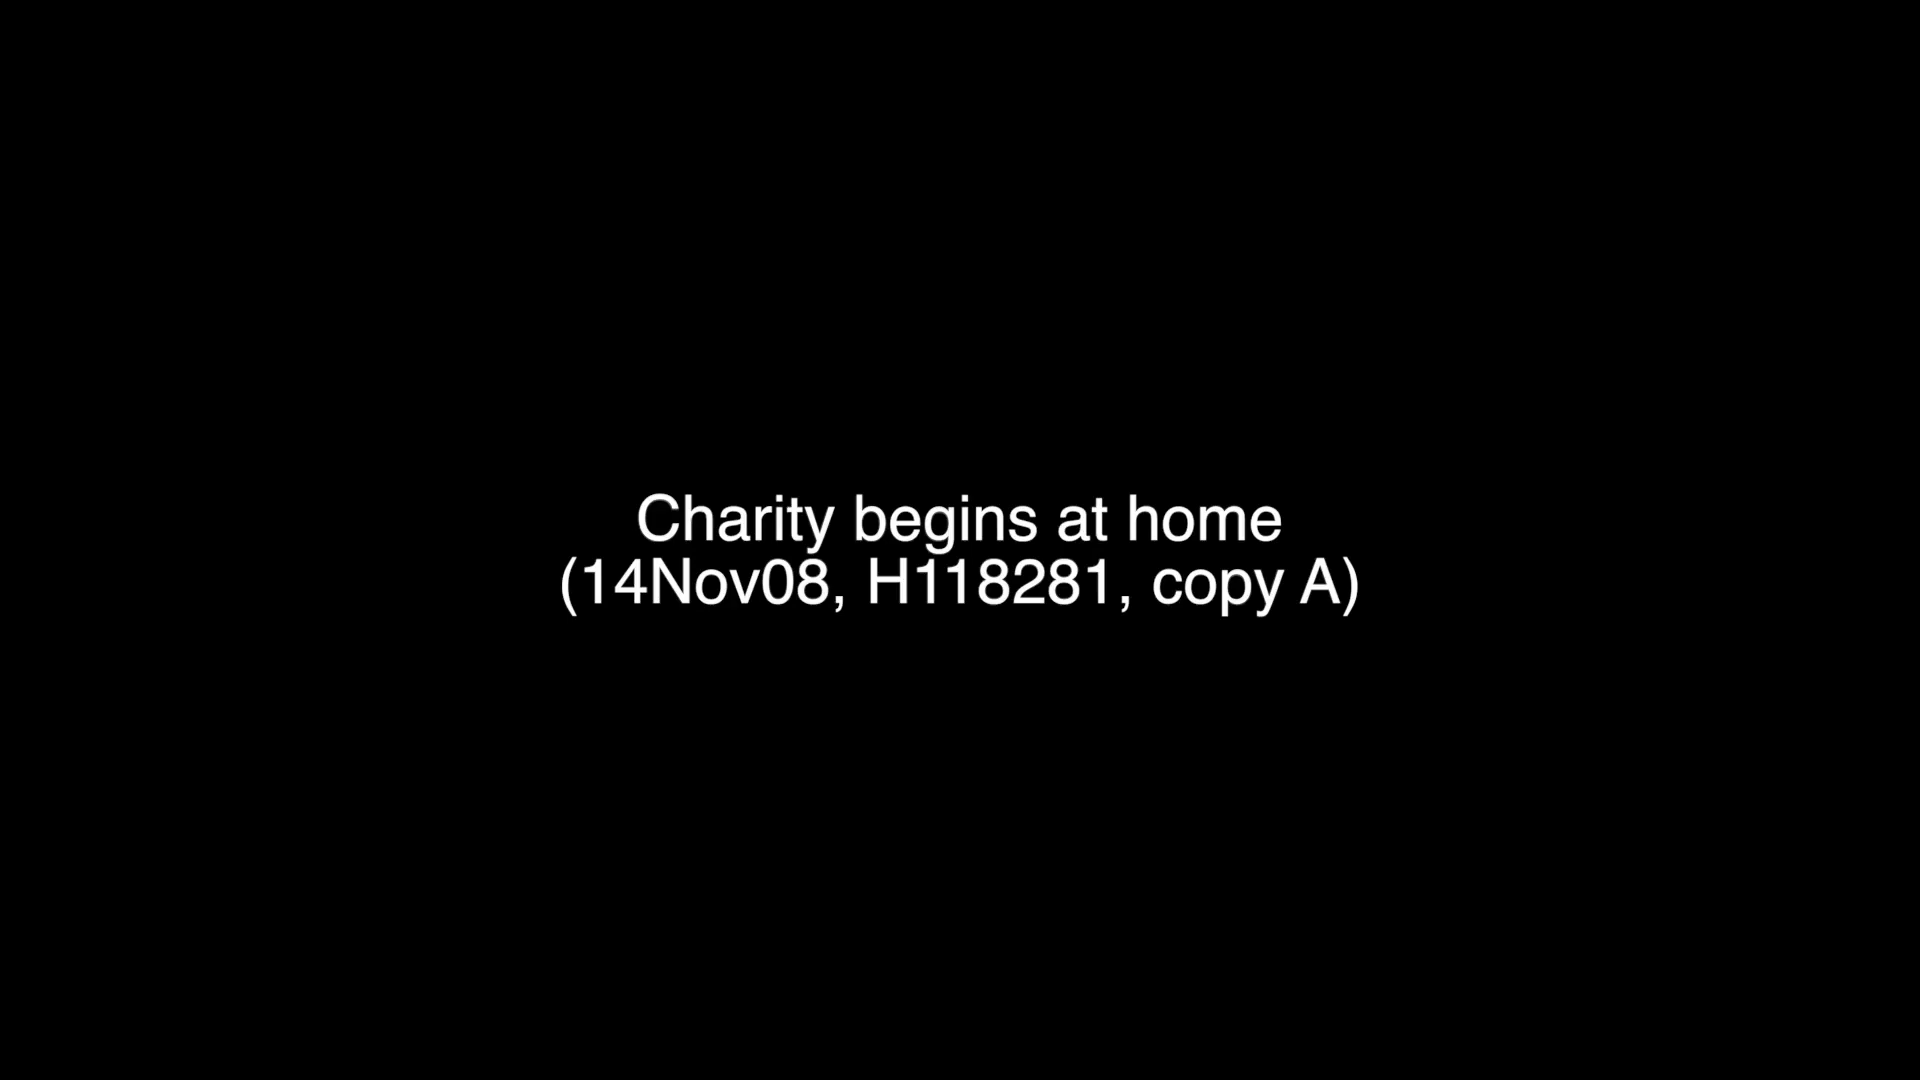 Charity begins at home
(14Nov08, H118281, copy A)